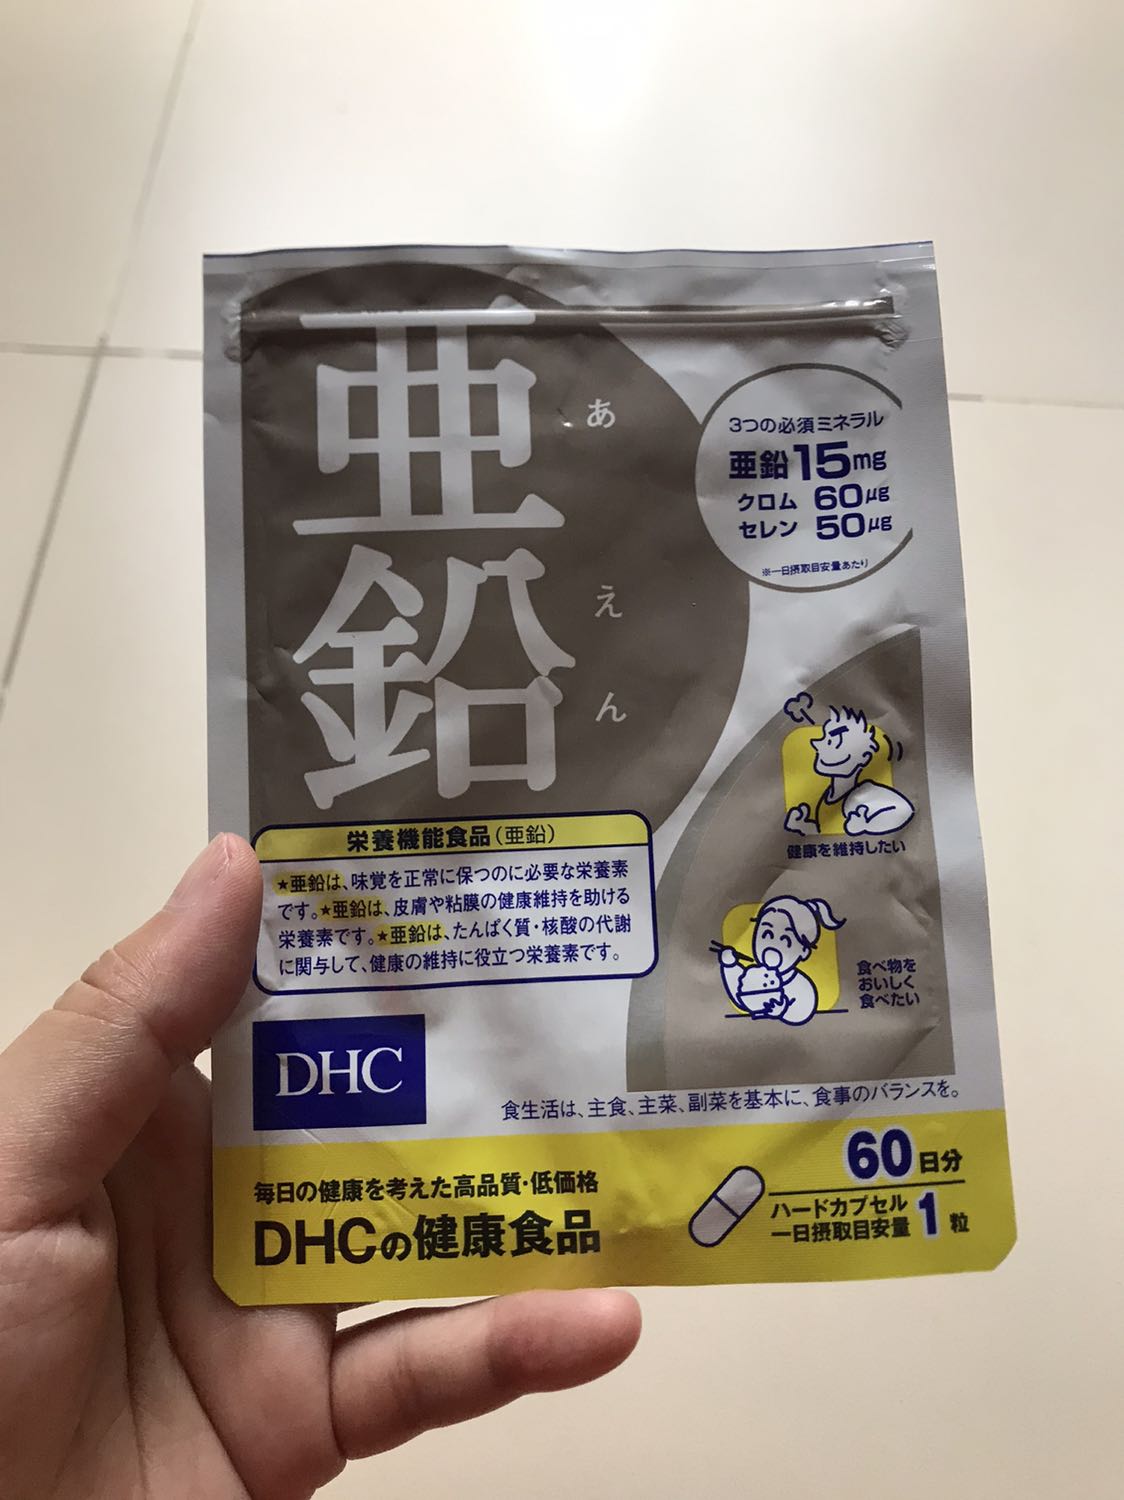 亜鉛
あえん
3つの必須ミネラル
亜鉛15mg
クロム 60μg
セレン 50μg
※一日摂取目安量あたり
栄養機能食品(亜鉛)
★亜鉛は、味覚を正常に保つのに必要な栄養素
です。★亜鉛は、皮膚や粘膜の健康維持を助ける
栄養素です。★亜鉛は、たんぱく質・核酸の代謝
に関与して、健康の維持に役立つ栄養素です。
健康を維持したい
食べ物を
おいしく
食べたい
DHC
食生活は、主食、主菜、副菜を基本に、食事のバランスを。
毎日の健康を考えた高品質・低価格
DHCの健康食品
60日分
ハードカプセル
一日摂取目安量 1粒